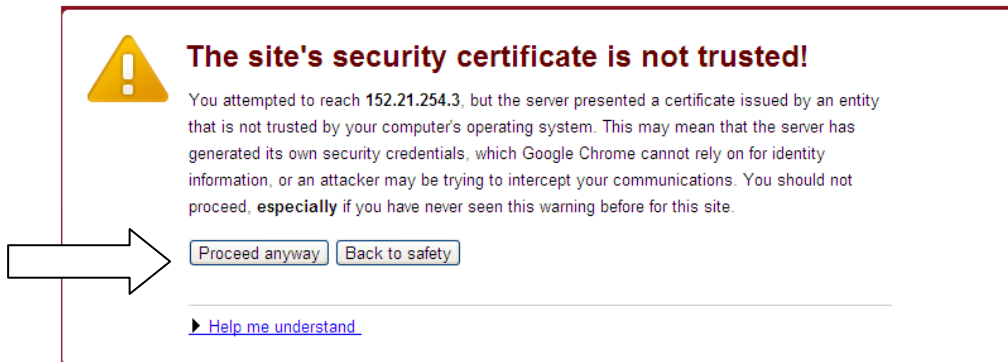 The site's security certificate is not trusted!
You attempted to reach 152.21.254.3, but the server presented a certificate issued by an entity
that is not trusted by your computer's operating system. This may mean that the server has
generated its own security credentials, which Google Chrome cannot rely on for identity
information, or an attacker may be trying to intercept your communications. You should not
proceed, especially if you have never seen this warning before for this site.
Proceed anyway Back to safety
Help me understand